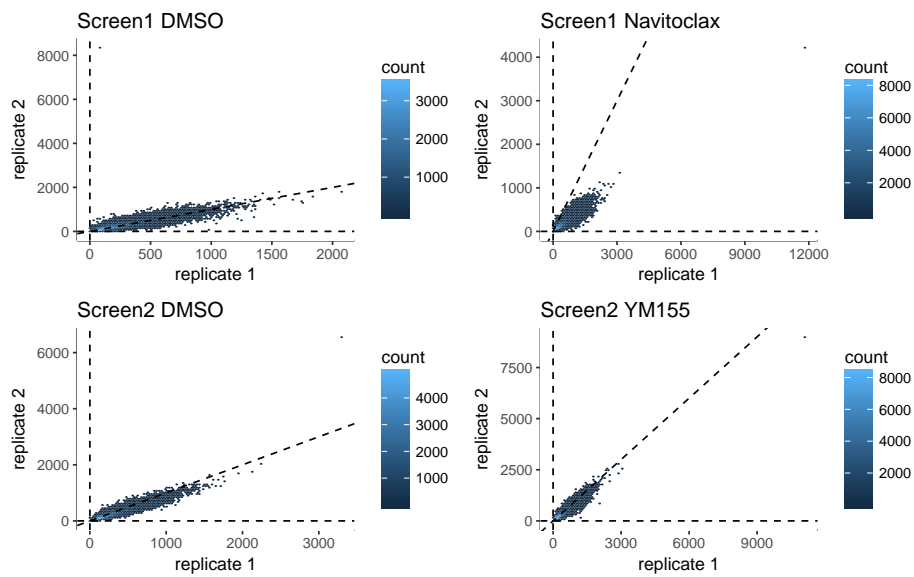 Screen1 DMSO
replicate 2
8000
6000
4000
2000
0
0 500 1000 1500 2000
replicate 1
count
3000
2000
1000
Screen1 Navitoclax
replicate 2
4000
3000
2000
1000
0
0 3000 6000 9000 12000
replicate 1
count
8000
6000
4000
2000
Screen2 DMSO
replicate 2
6000
4000
2000
0
0 1000 2000 3000
replicate 1
count
4000
3000
2000
1000
Screen2 YM155
replicate 2
7500
5000
2500
0
0 3000 6000 9000
replicate 1
count
8000
6000
4000
2000